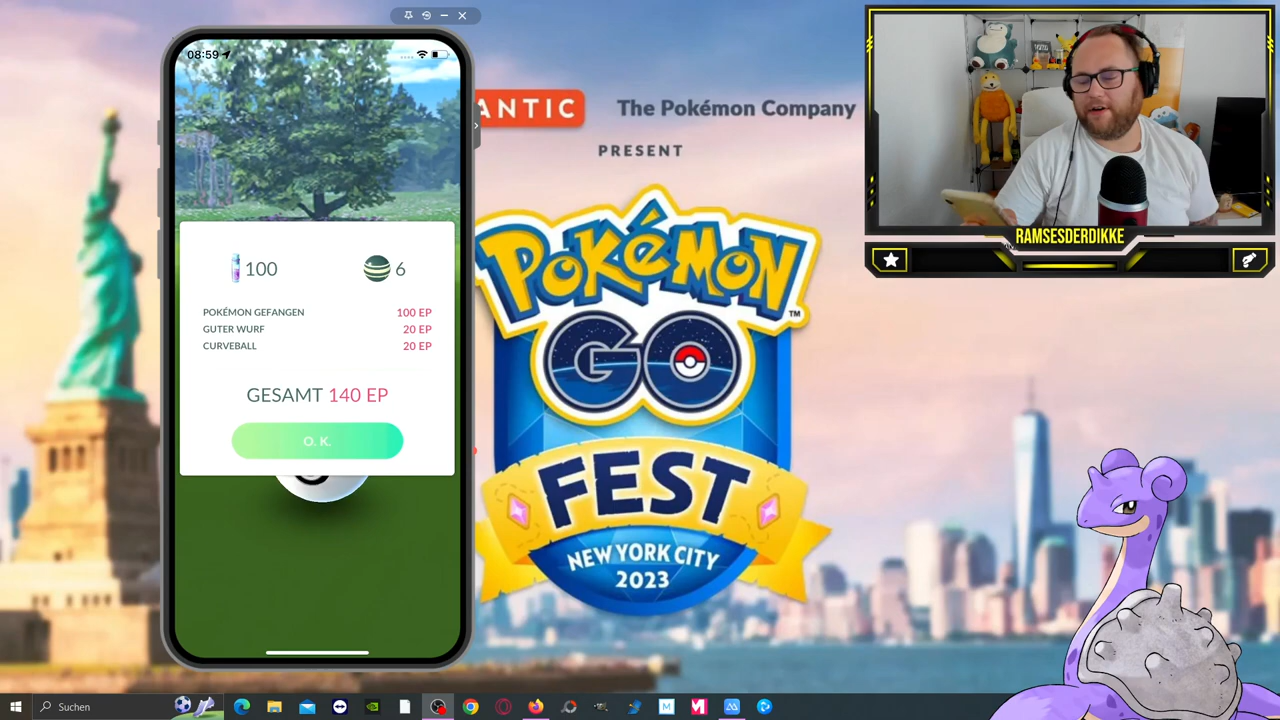 08:59
ANTIC
The Pokémon Company
PRESENT
100
6
POKÉMON GEFANGEN 100 EP
GUTER WURF 20 EP
CURVEBALL 20 EP
GESAMT 140 EP
O. K.
POKÉMON
TM
GO
FEST
NEW YORK CITY
2023
RAMSESDERDIKKE
Suchen